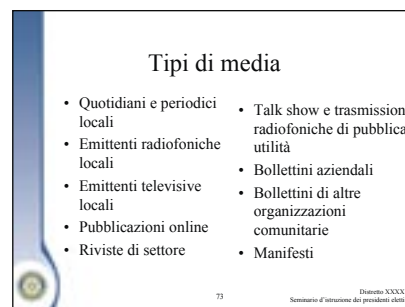 Tipi di media
• Quotidiani e periodici
locali
• Emittenti radiofoniche
locali
• Emittenti televisive
locali
• Pubblicazioni online
• Riviste di settore
• Talk show e trasmission
radiofoniche di pubblica
utilità
• Bollettini aziendali
• Bollettini di altre
organizzazioni
comunitarie
• Manifesti
73
Distretto XXXX
Seminario d'istruzione dei presidenti eletti